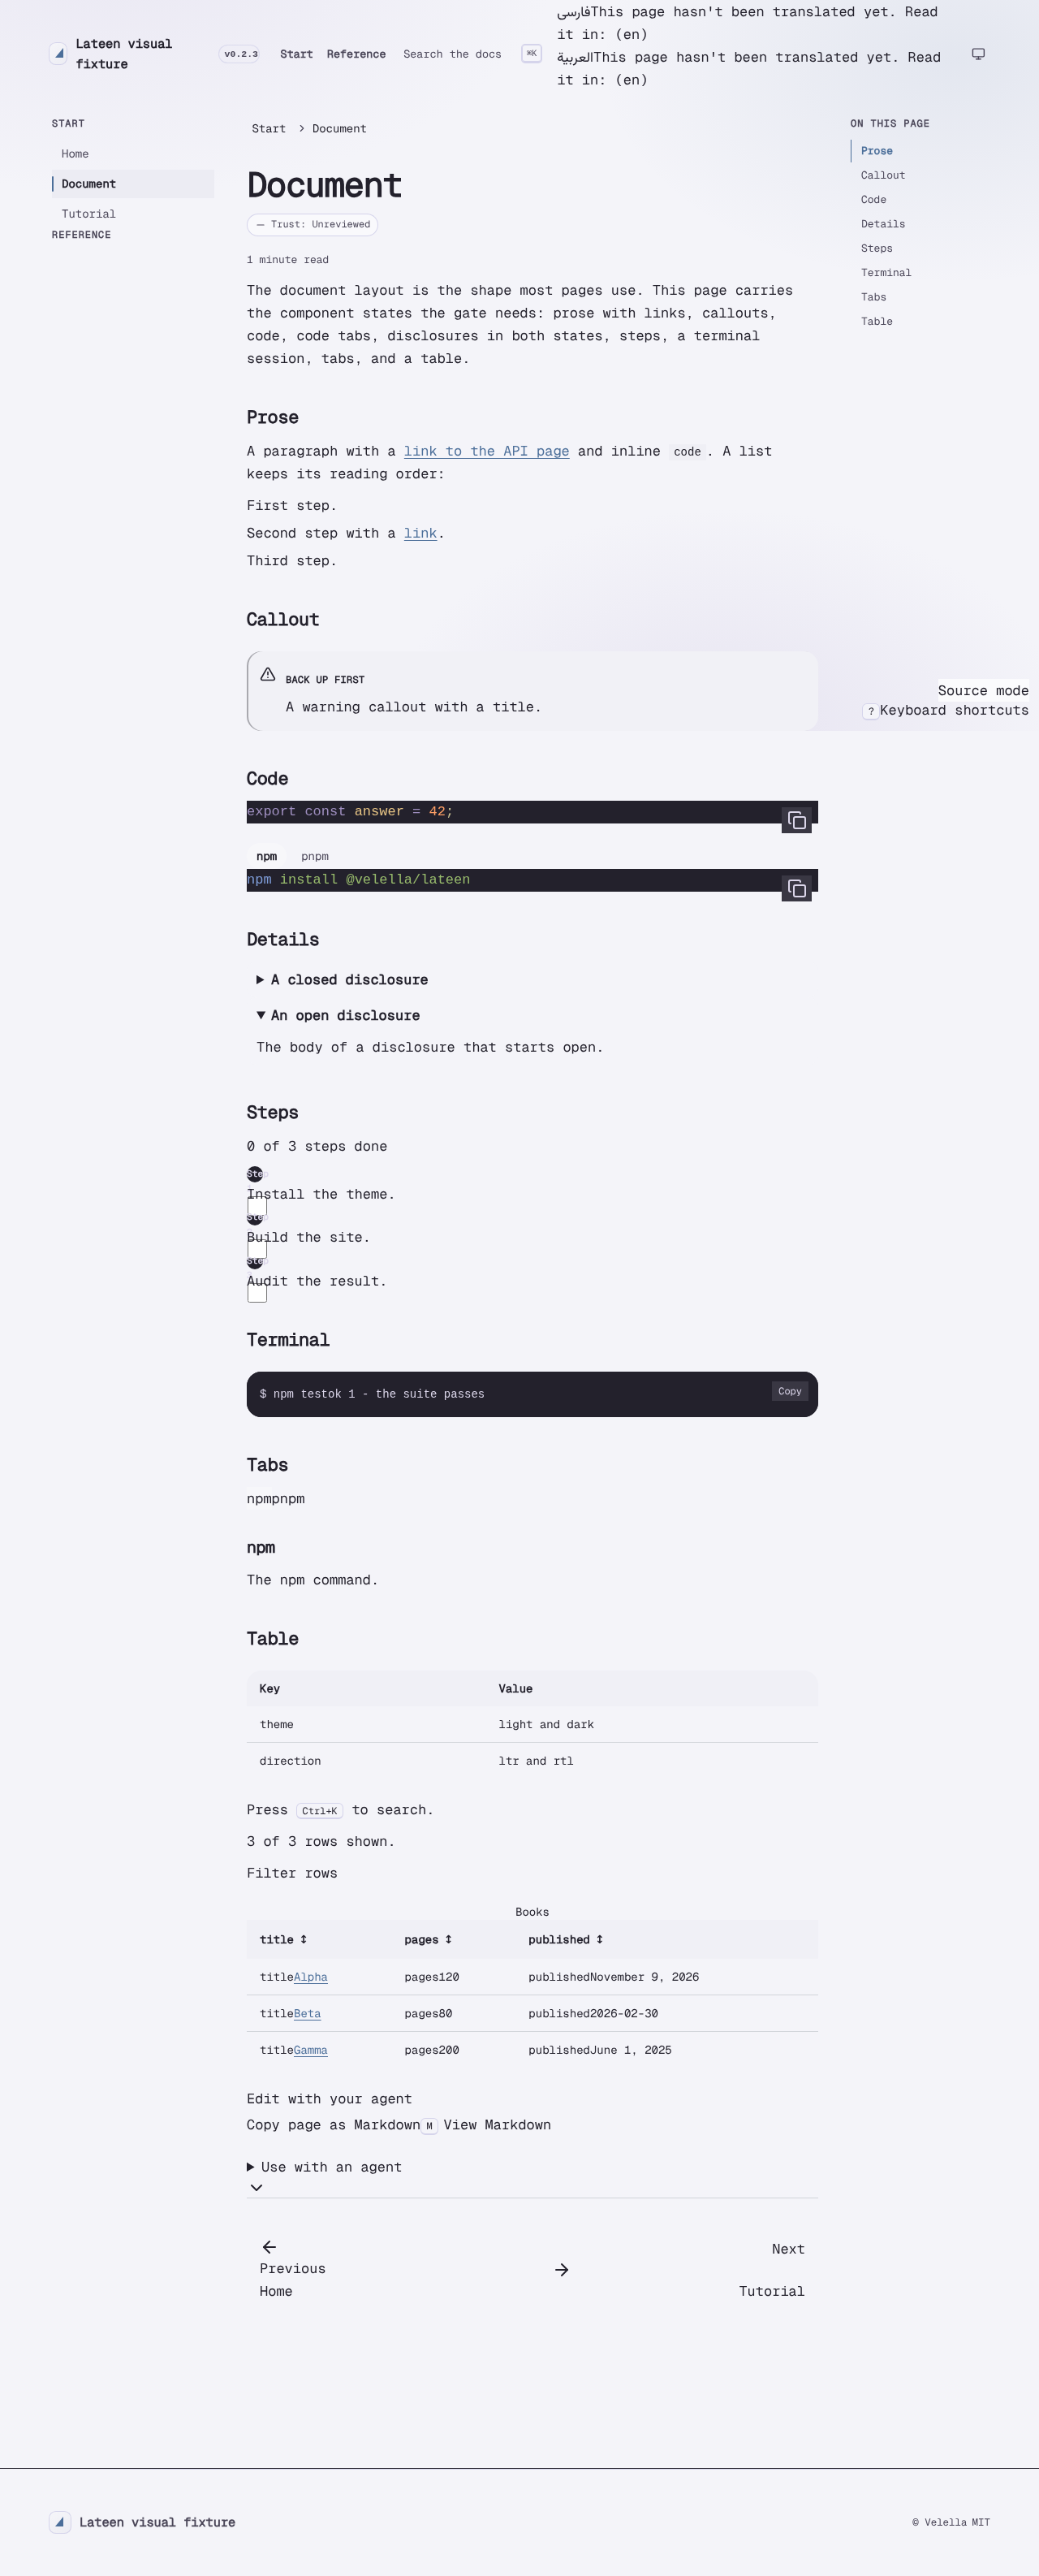 Lateen visual
fixture
v0.2.3
Start
Reference
Search the docs
⌘K
فارسیThis page hasn't been translated yet. Read
it in: (en)
العربيةThis page hasn't been translated yet. Read
it in: (en)
START
Home
Document
Tutorial
REFERENCE
Start > Document
Document
— Trust: Unreviewed
1 minute read
The document layout is the shape most pages use. This page carries
the component states the gate needs: prose with links, callouts,
code, code tabs, disclosures in both states, steps, a terminal
session, tabs, and a table.
ON THIS PAGE
Prose
Callout
Code
Details
Steps
Terminal
Tabs
Table
Prose
A paragraph with a link to the API page and inline code. A list
keeps its reading order:
First step.
Second step with a link.
Third step.
Callout
BACK UP FIRST
A warning callout with a title.
Source mode
? Keyboard shortcuts
Code
export const answer = 42;
npm pnpm
npm install @velella/lateen
Details
A closed disclosure
An open disclosure
The body of a disclosure that starts open.
Steps
0 of 3 steps done
Step
Install the theme.
Step
Build the site.
Step
Audit the result.
Terminal
$ npm testok 1 - the suite passes
Copy
Tabs
npmpnpm
npm
The npm command.
Table
Key Value
theme light and dark
direction ltr and rtl
Press Ctrl+K to search.
3 of 3 rows shown.
Filter rows
Books
title ↕ pages ↕ published ↕
titleAlpha pages120 publishedNovember 9, 2026
titleBeta pages80 published2026-02-30
titleGamma pages200 publishedJune 1, 2025
Edit with your agent
Copy page as Markdown M View Markdown
Use with an agent
Previous
Home
Next
Tutorial
Lateen visual fixture
© Velella MIT